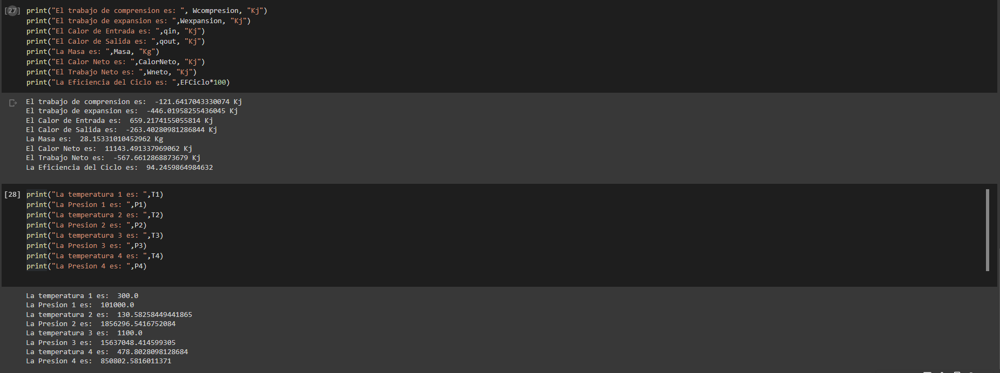 [27] print("El trabajo de comprension es: ", Wcompresion, "Kj")
print("El trabajo de expansion es: ",Wexpansion, "Kj")
print("El Calor de Entrada es: ",qin, "Kj")
print("El Calor de Salida es: ",qout, "Kj")
print("La Masa es: ",Masa, "Kg")
print("El Calor Neto es: ",CalorNeto, "Kj")
print("El Trabajo Neto es: ",Wneto, "Kj")
print("La Eficiencia del Ciclo es: ",EFCiclo*100)
El trabajo de comprension es:  -121.6417043330074 Kj
El trabajo de expansion es:  -446.01958255436045 Kj
El Calor de Entrada es:  659.2174155055814 Kj
El Calor de Salida es:  -263.40280981286844 Kj
La Masa es:  28.15331010452962 Kg
El Calor Neto es:  11143.491337969062 Kj
El Trabajo Neto es:  -567.6612868873679 Kj
La Eficiencia del Ciclo es:  94.2459864984632
[28] print("La temperatura 1 es: ",T1)
print("La Presion 1 es: ",P1)
print("La temperatura 2 es: ",T2)
print("La Presion 2 es: ",P2)
print("La temperatura 3 es: ",T3)
print("La Presion 3 es: ",P3)
print("La temperatura 4 es: ",T4)
print("La Presion 4 es: ",P4)
La temperatura 1 es:  300.0
La Presion 1 es:  101000.0
La temperatura 2 es:  130.58258449441865
La Presion 2 es:  1856296.5416752084
La temperatura 3 es:  1100.0
La Presion 3 es:  15637048.414599305
La temperatura 4 es:  478.8028098128684
La Presion 4 es:  850802.5816011371